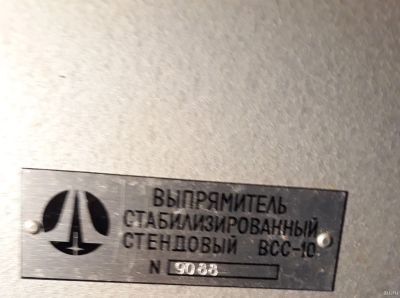 ВЫПРЯМИТЕЛЬ
СТАБИЛИЗИРОВАННЫЙ
СТЕНДОВЫЙ ВСС-10
N 9088